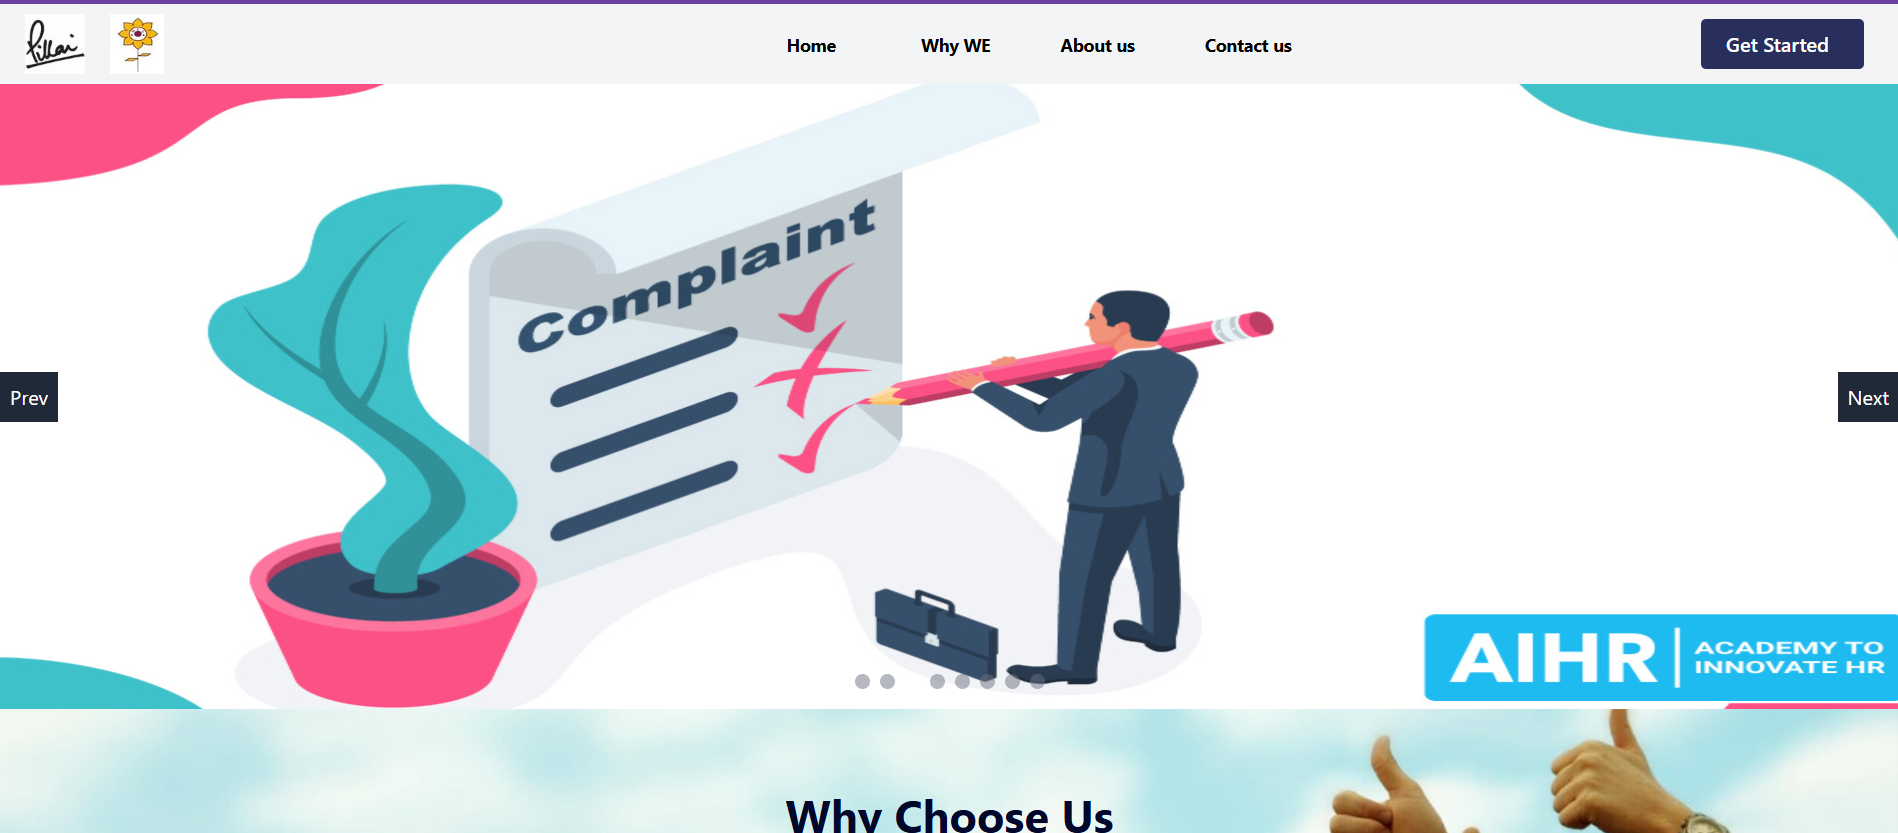 Pillai
Home
Why WE
About us
Contact us
Get Started
Complaint
Prev
Next
AIHR
ACADEMY TO
INNOVATE HR
Why Choose Us